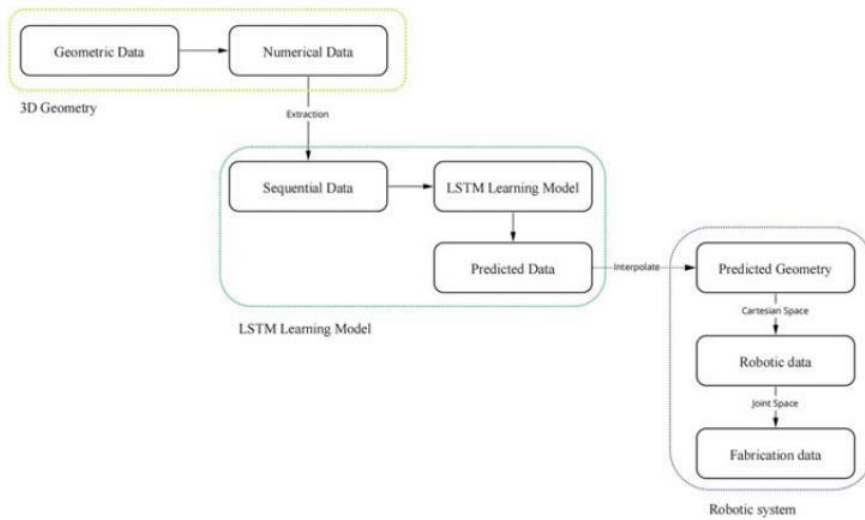 Geometric Data
Numerical Data
3D Geometry
Extraction
Sequential Data
LSTM Learning Model
Predicted Data
Interpolate
Predicted Geometry
LSTM Learning Model
Cartesian Space
Robotic data
Joint Space
Fabrication data
Robotic system